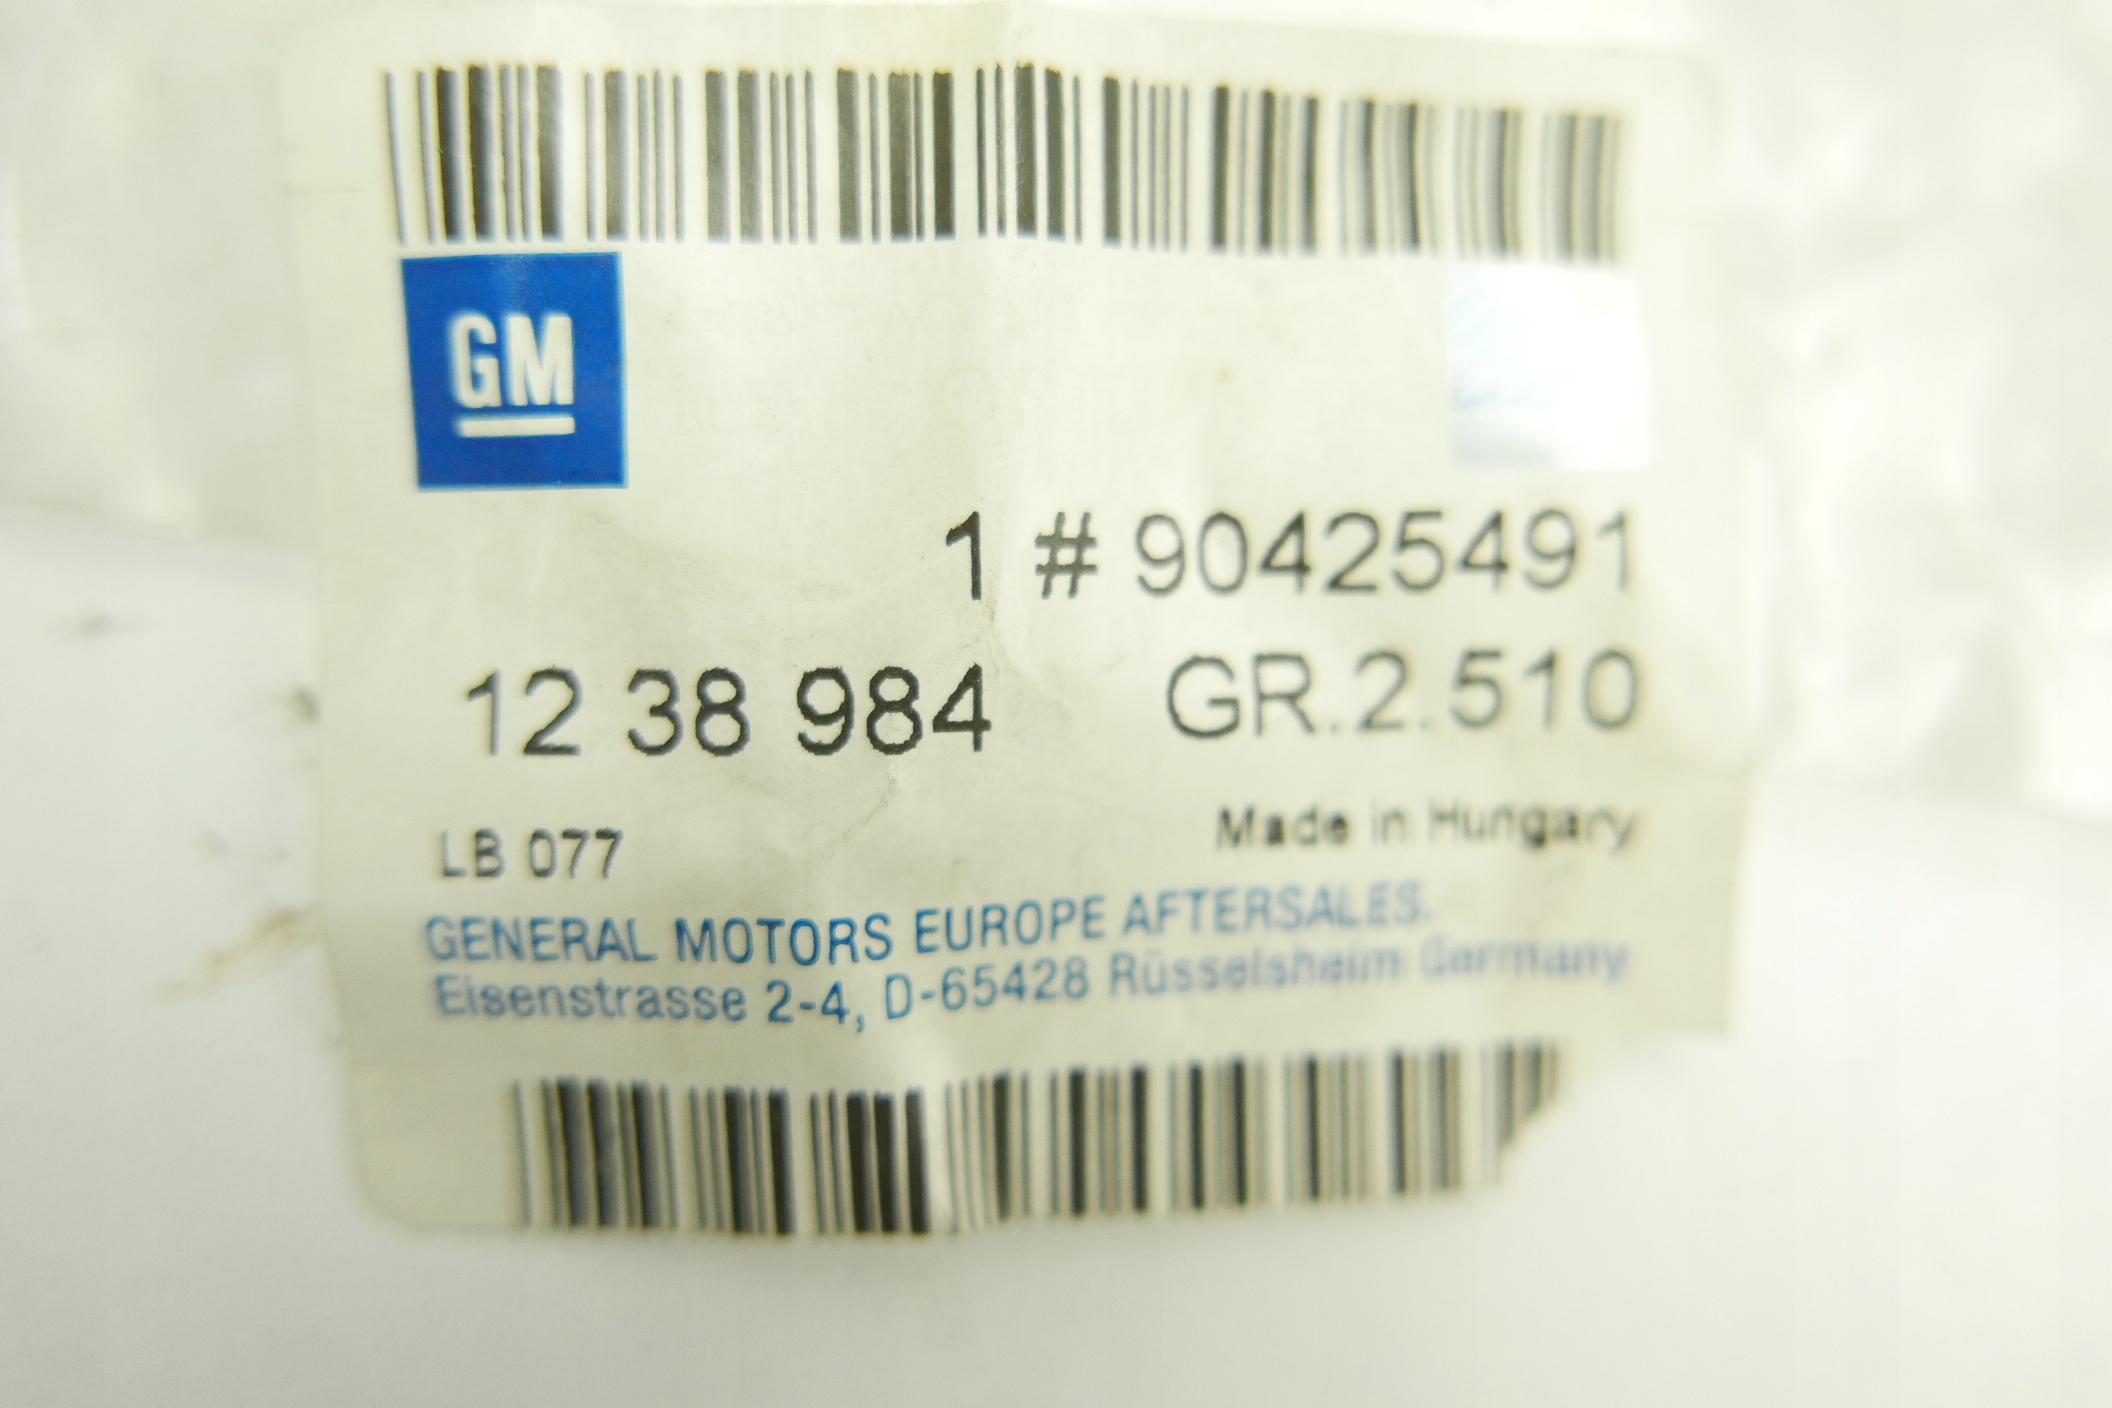 GM
1 # 90425491
12 38 984 GR.2.510
LB 077 Made in Hungary
GENERAL MOTORS EUROPE AFTERSALES.
Eisenstrasse 2-4, D-65428 Rüsselsheim Germany